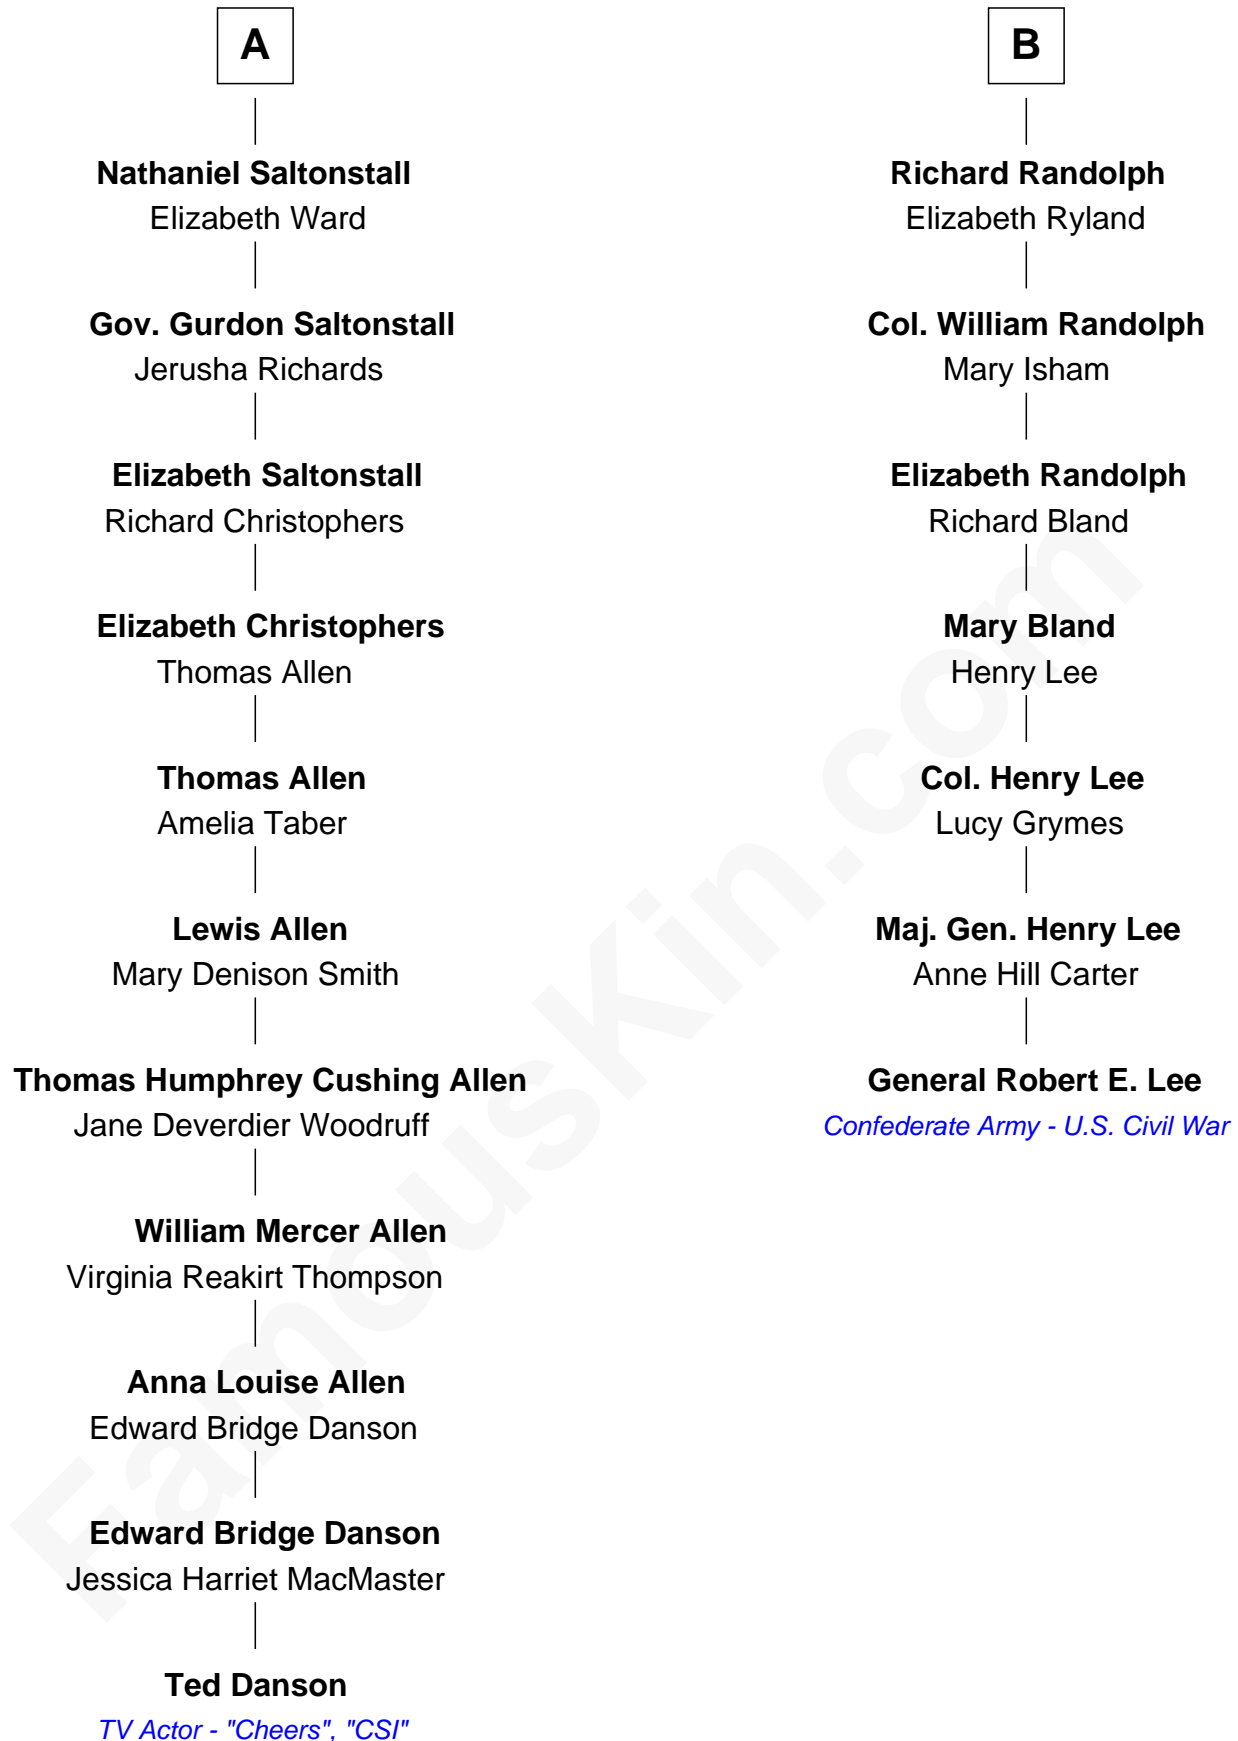 A
Nathaniel Saltonstall
Elizabeth Ward
Gov. Gurdon Saltonstall
Jerusha Richards
Elizabeth Saltonstall
Richard Christophers
Elizabeth Christophers
Thomas Allen
Thomas Allen
Amelia Taber
Lewis Allen
Mary Denison Smith
Thomas Humphrey Cushing Allen
Jane Deverdier Woodruff
William Mercer Allen
Virginia Reakirt Thompson
Anna Louise Allen
Edward Bridge Danson
Edward Bridge Danson
Jessica Harriet MacMaster
Ted Danson
TV Actor - "Cheers", "CSI"
B
Richard Randolph
Elizabeth Ryland
Col. William Randolph
Mary Isham
Elizabeth Randolph
Richard Bland
Mary Bland
Henry Lee
Col. Henry Lee
Lucy Grymes
Maj. Gen. Henry Lee
Anne Hill Carter
General Robert E. Lee
Confederate Army - U.S. Civil War
FamousKin.com